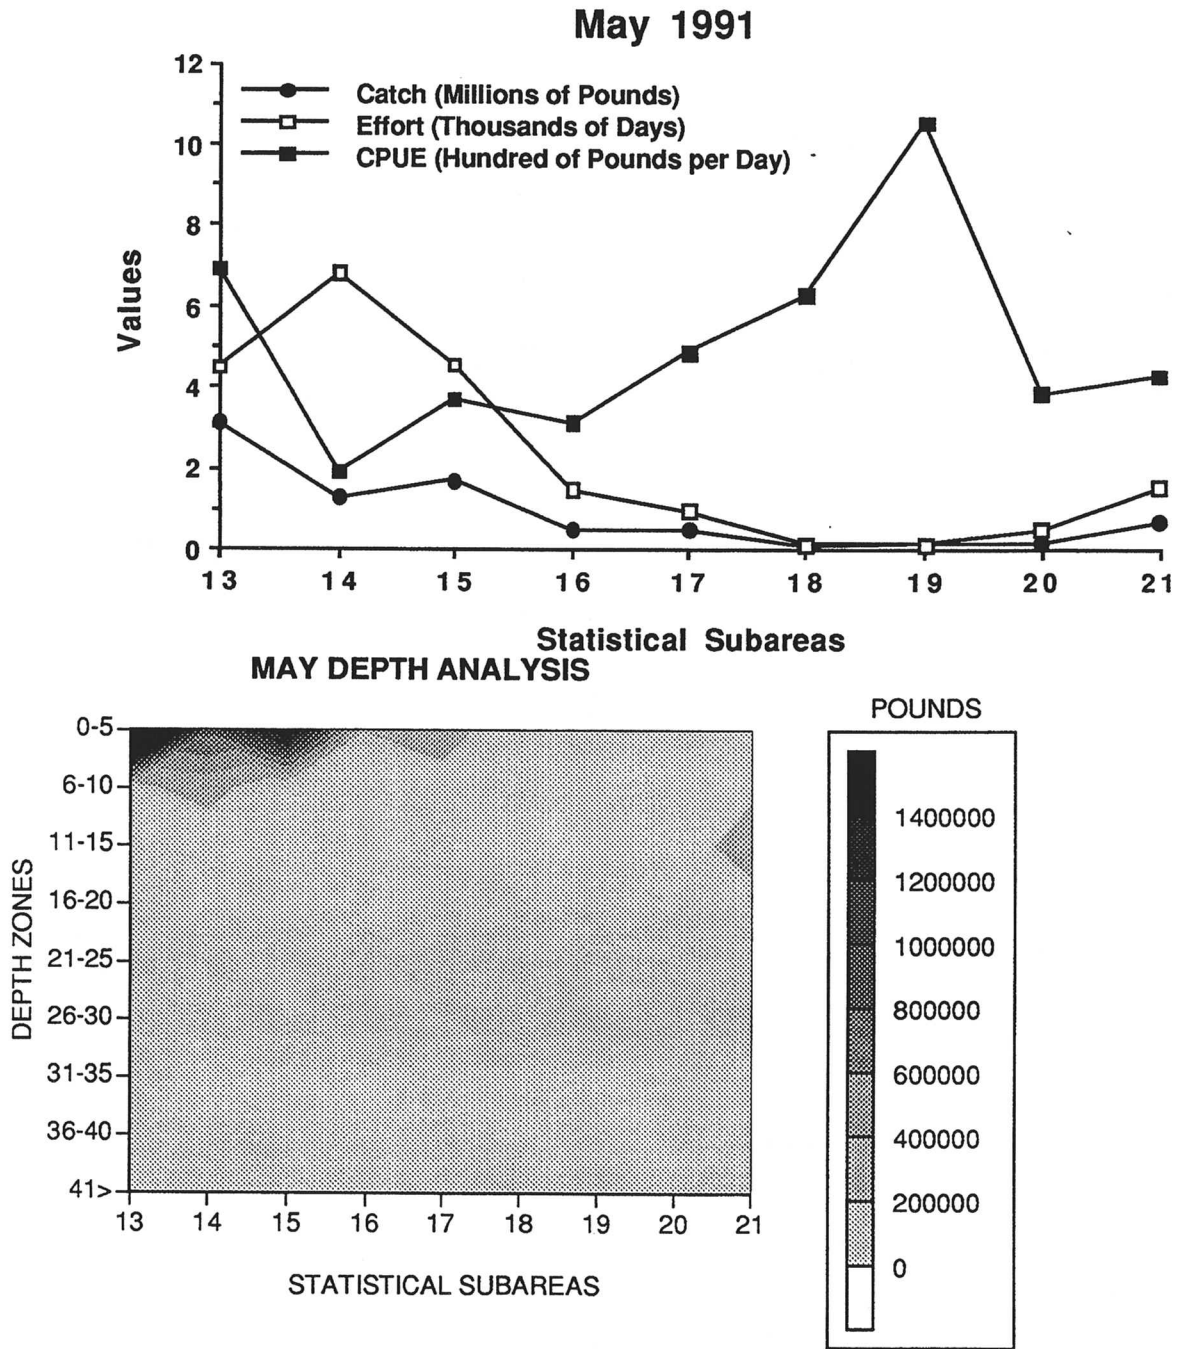 May 1991
12
10
8
6
4
2
0
Values
Catch (Millions of Pounds)
Effort (Thousands of Days)
CPUE (Hundred of Pounds per Day)
13 14 15 16 17 18 19 20 21
Statistical Subareas
MAY DEPTH ANALYSIS
DEPTH ZONES
0-5
6-10
11-15
16-20
21-25
26-30
31-35
36-40
41>
13 14 15 16 17 18 19 20 21
STATISTICAL SUBAREAS
POUNDS
1400000
1200000
1000000
800000
600000
400000
200000
0